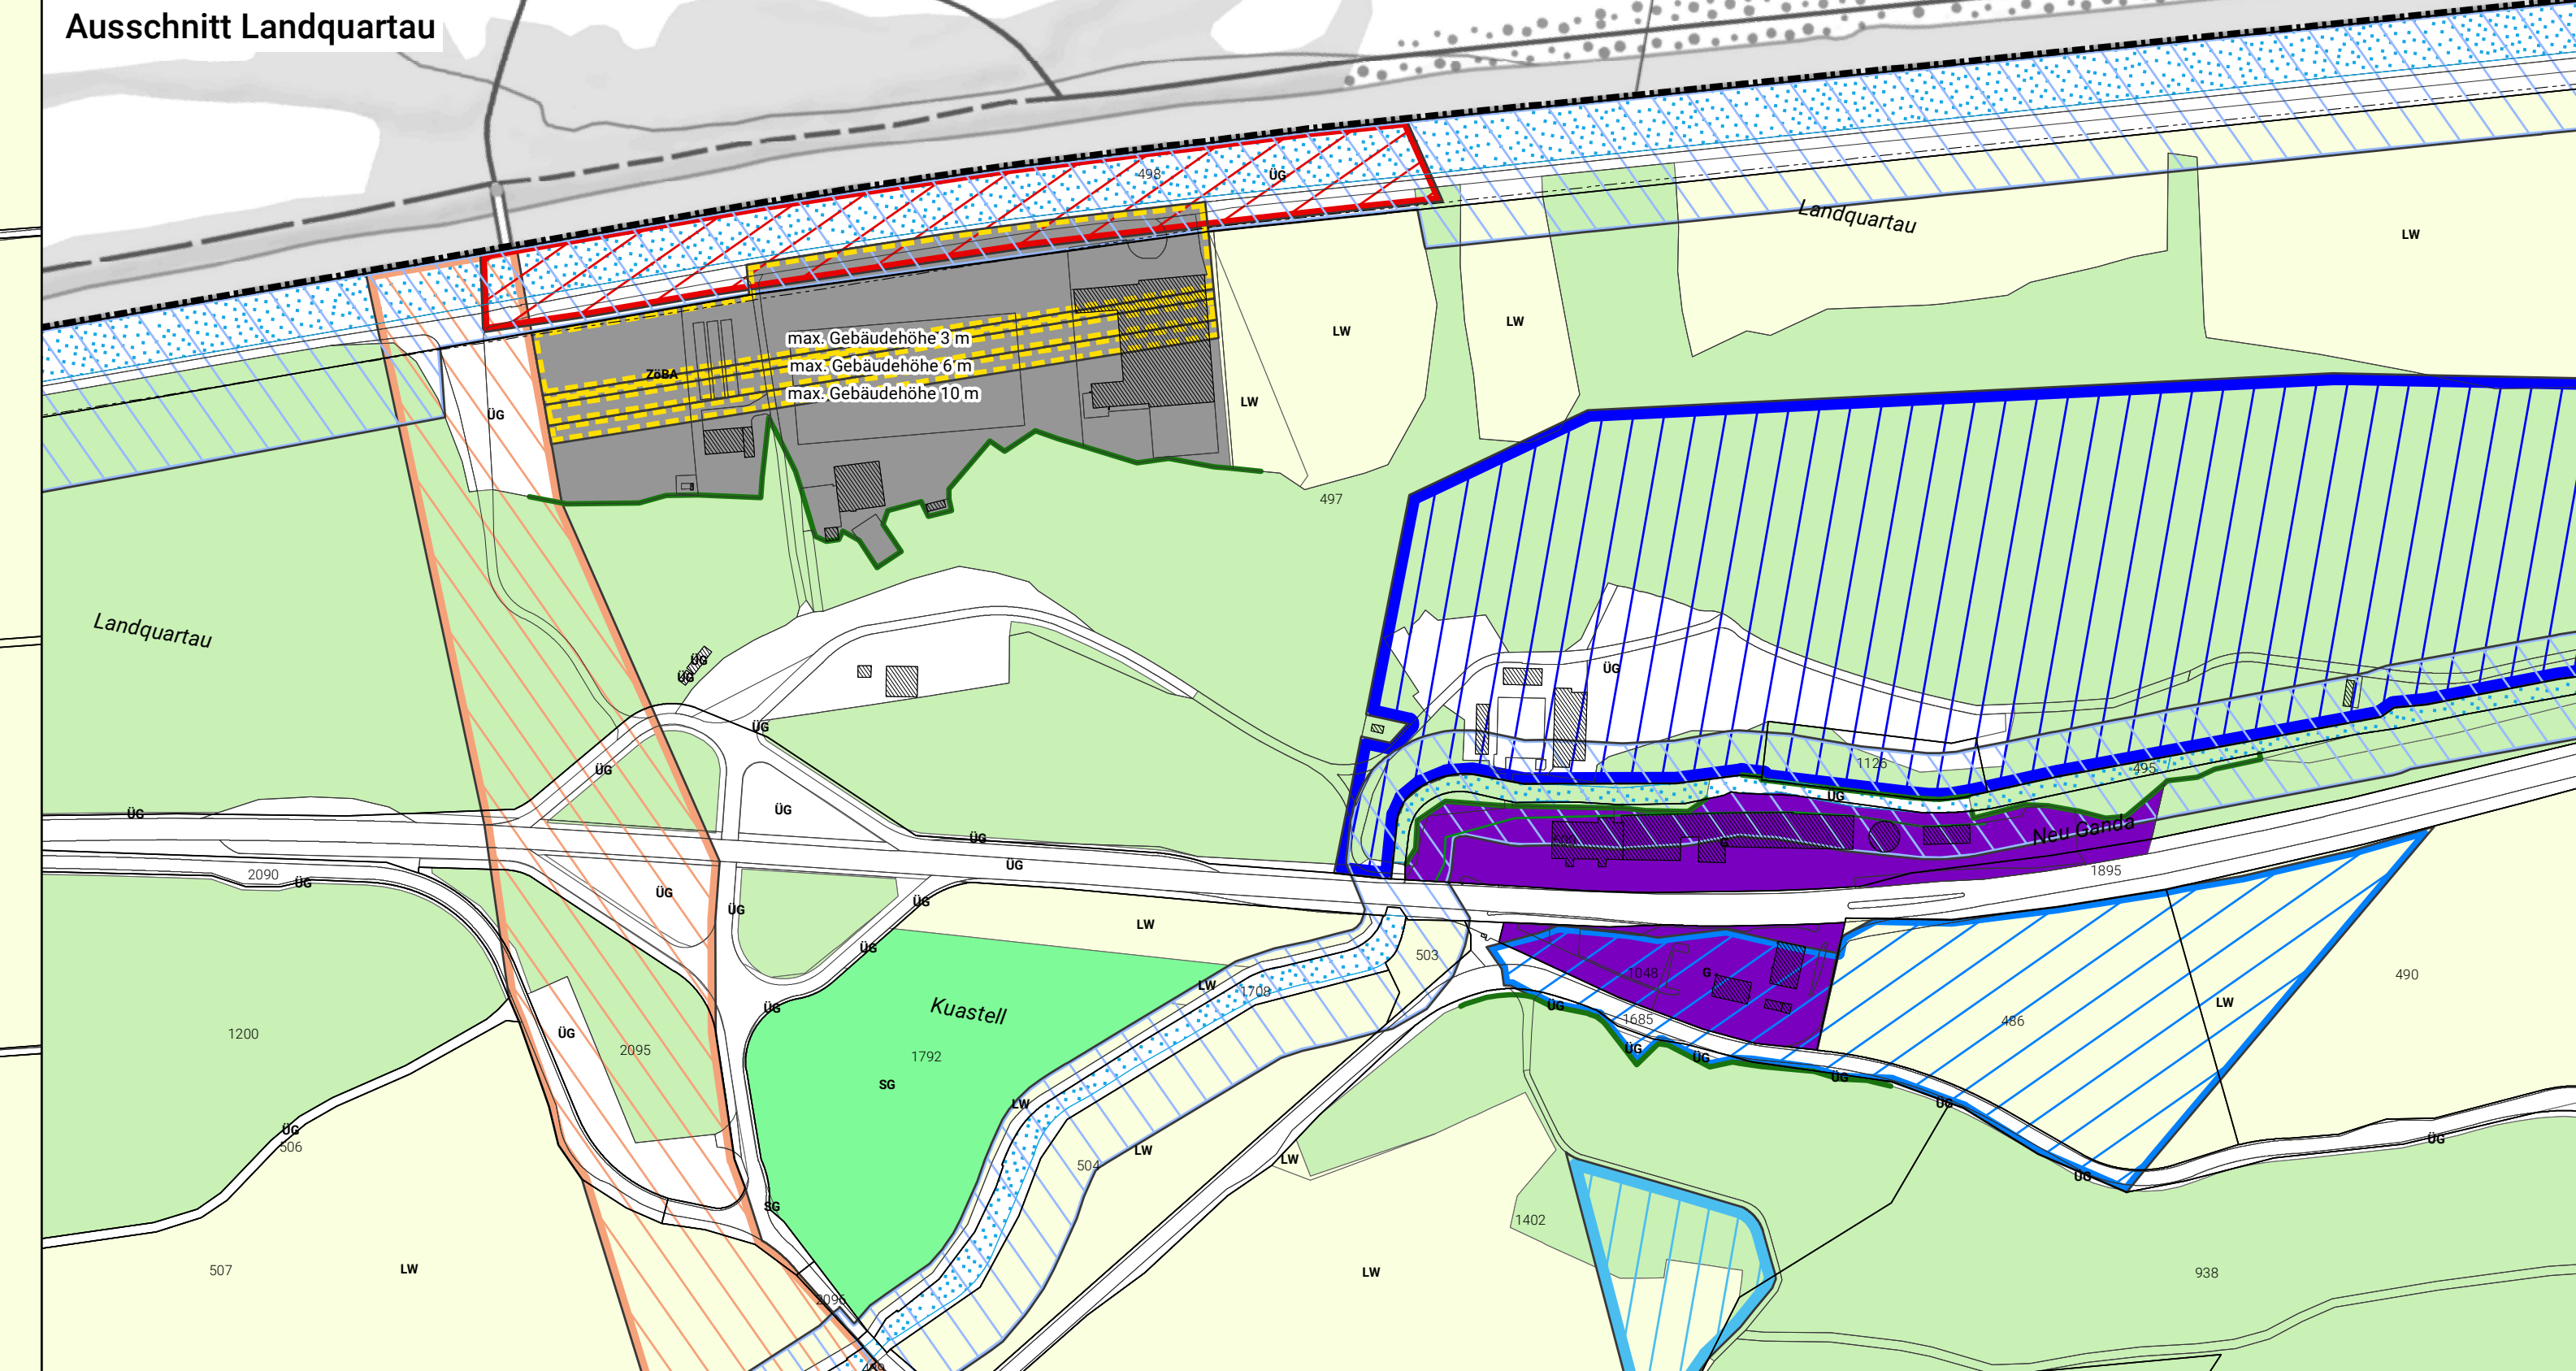 Ausschnitt Landquartau
498
ÜG
Landquartau
LW
LW
LW
max. Gebäudehöhe 3 m
max. Gebäudehöhe 6 m
max. Gebäudehöhe 10 m
ZöBA
LW
ÜG
497
Landquartau
ÜG
ÜG
ÜG
ÜG
ÜG
1126
495
ÜG
ÜG
ÜG
ÜG
ÜG
Neu Ganda
G
1895
2090
ÜG
ÜG
ÜG
ÜG
ÜG
LW
ÜG
503
1048
G
490
LW
1708
LW
486
Kuastell
ÜG
ÜG
1685
1200
ÜG
2095
1792
SG
ÜG
ÜG
ÜG
LW
ÜG
ÜG
506
LW
504
LW
ÜG
ÜG
SG
1402
507
LW
LW
938
2096